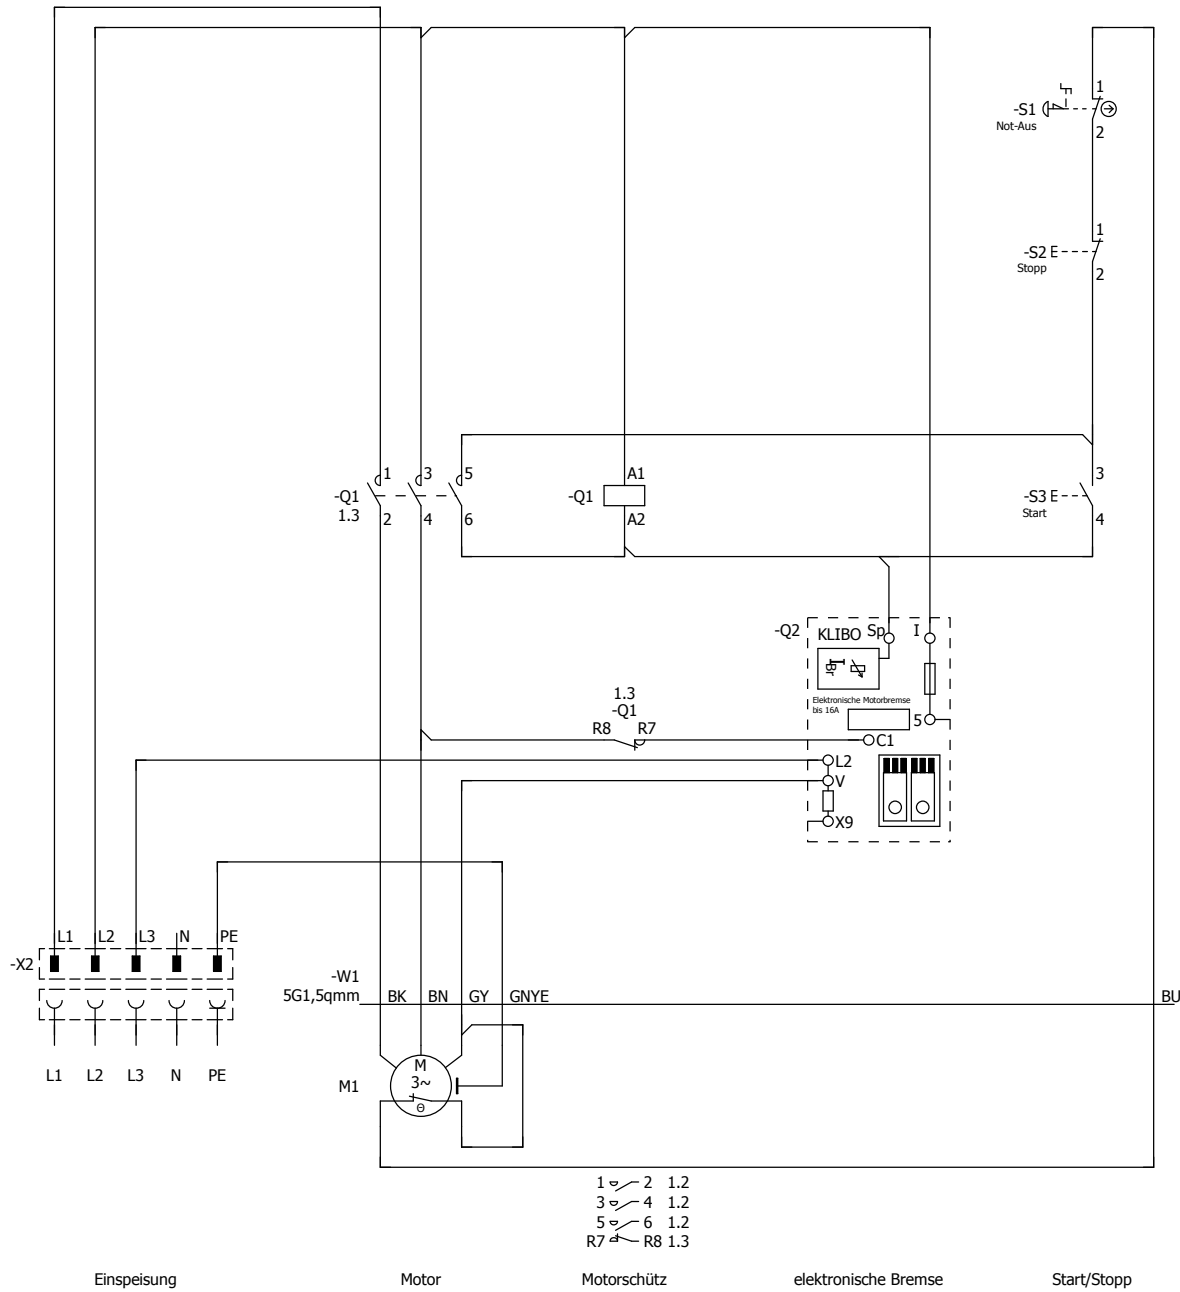 1
-S1
Not-Aus
2
1
-S2 E
Stopp
2
1 3 5
-Q1
1.3
2 4 6
A1
-Q1
A2
3
-S3 E
Start
4
-Q2
KLIBO Sp I
I
Br
Elektronische Motorbremse
bis 16A
5
1.3
-Q1
R8 R7
C1
L2
V
X9
-X2
L1 L2 L3 N PE
L1 L2 L3 N PE
-W1
5G1,5qmm
BK BN GY GNYE BU
M1
M
3~
Θ
1 2 1.2
3 4 1.2
5 6 1.2
R7 R8 1.3
Einspeisung Motor Motorschütz elektronische Bremse Start/Stopp